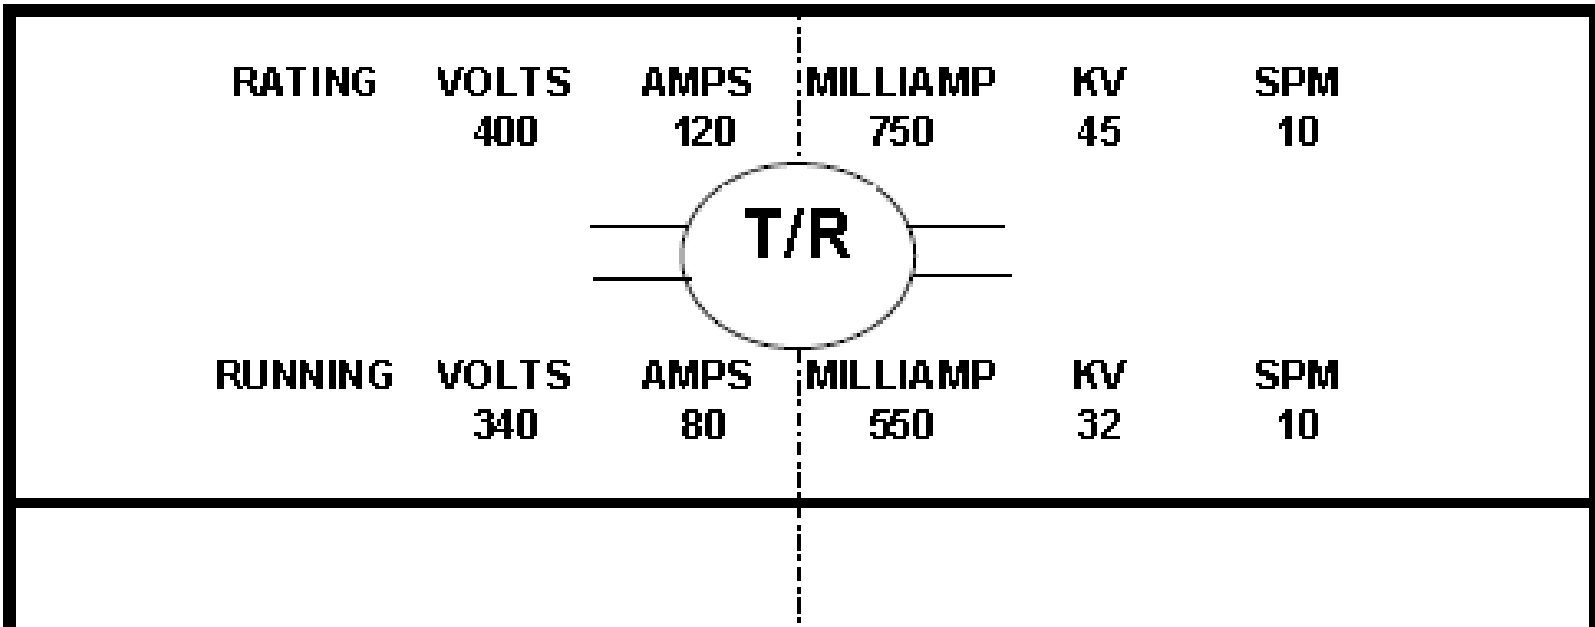 RATING VOLTS AMPS MILLIAMP KV SPM
400 120 750 45 10
T/R
RUNNING VOLTS AMPS MILLIAMP KV SPM
340 80 550 32 10